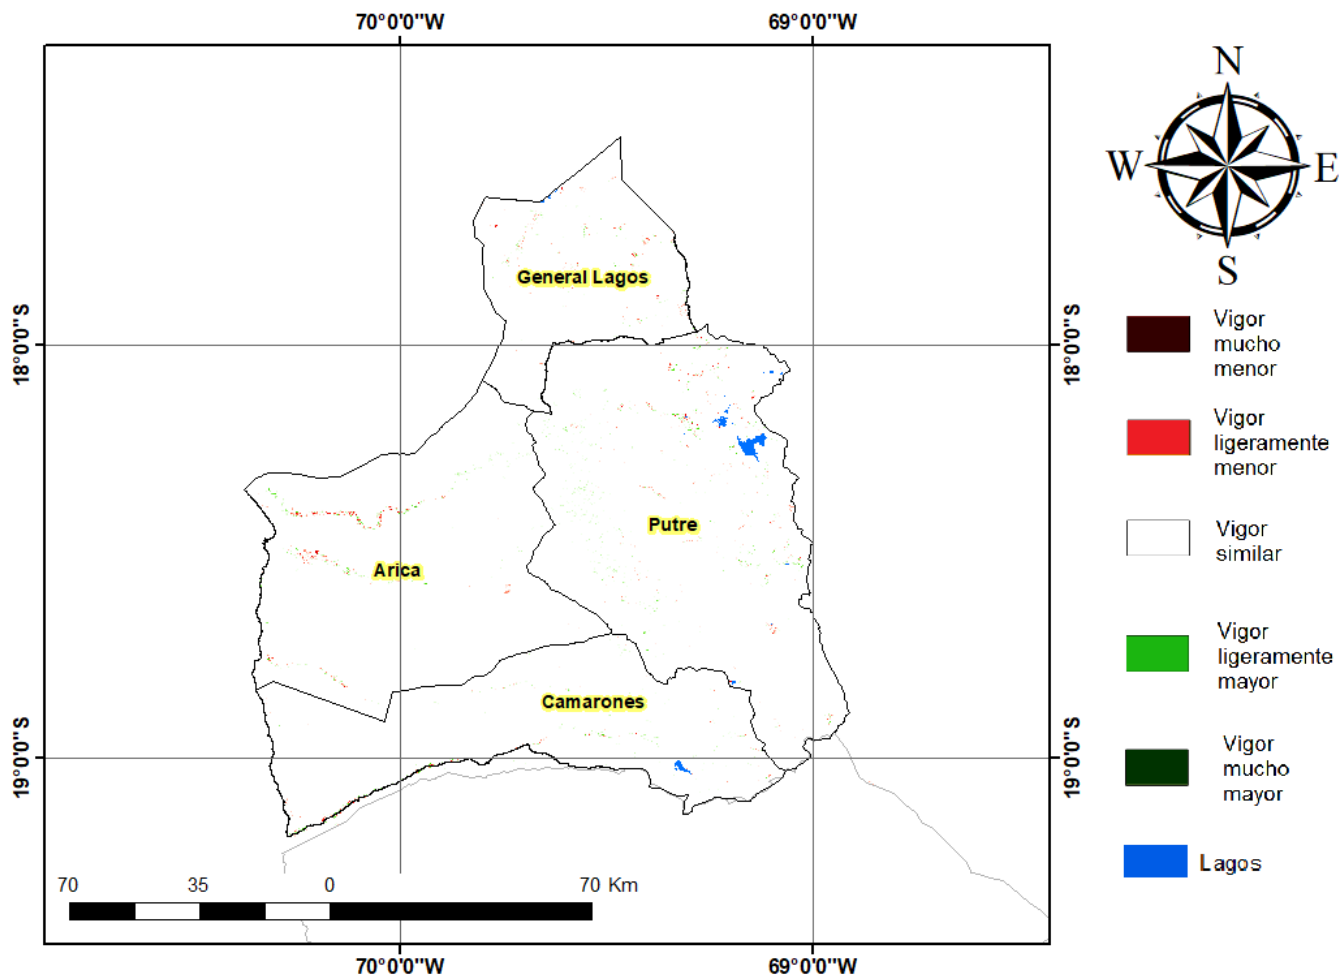 70°0'0"W
69°0'0"W
N
W
E
S
General Lagos
18°0'0"S
18°0'0"S
Vigor
mucho
menor
Vigor
ligeramente
menor
Putre
Vigor
similar
Arica
Vigor
ligeramente
mayor
Camarones
19°0'0"S
19°0'0"S
Vigor
mucho
mayor
Lagos
70
35
0
70 Km
70°0'0"W
69°0'0"W